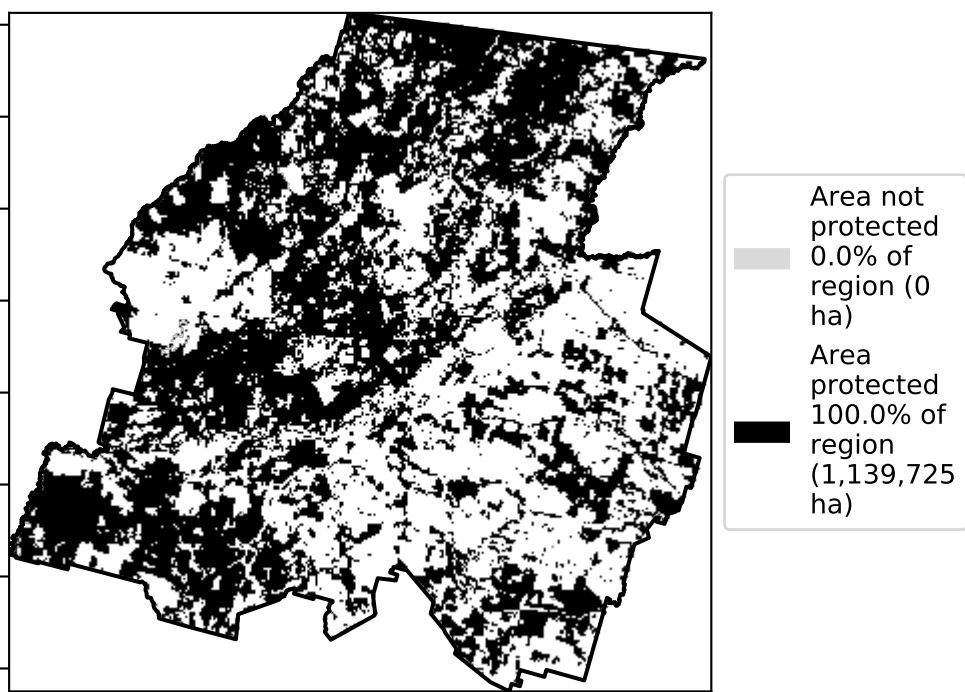 Area not
protected
0.0% of
region (0
ha)
Area
protected
100.0% of
region
(1,139,725
ha)